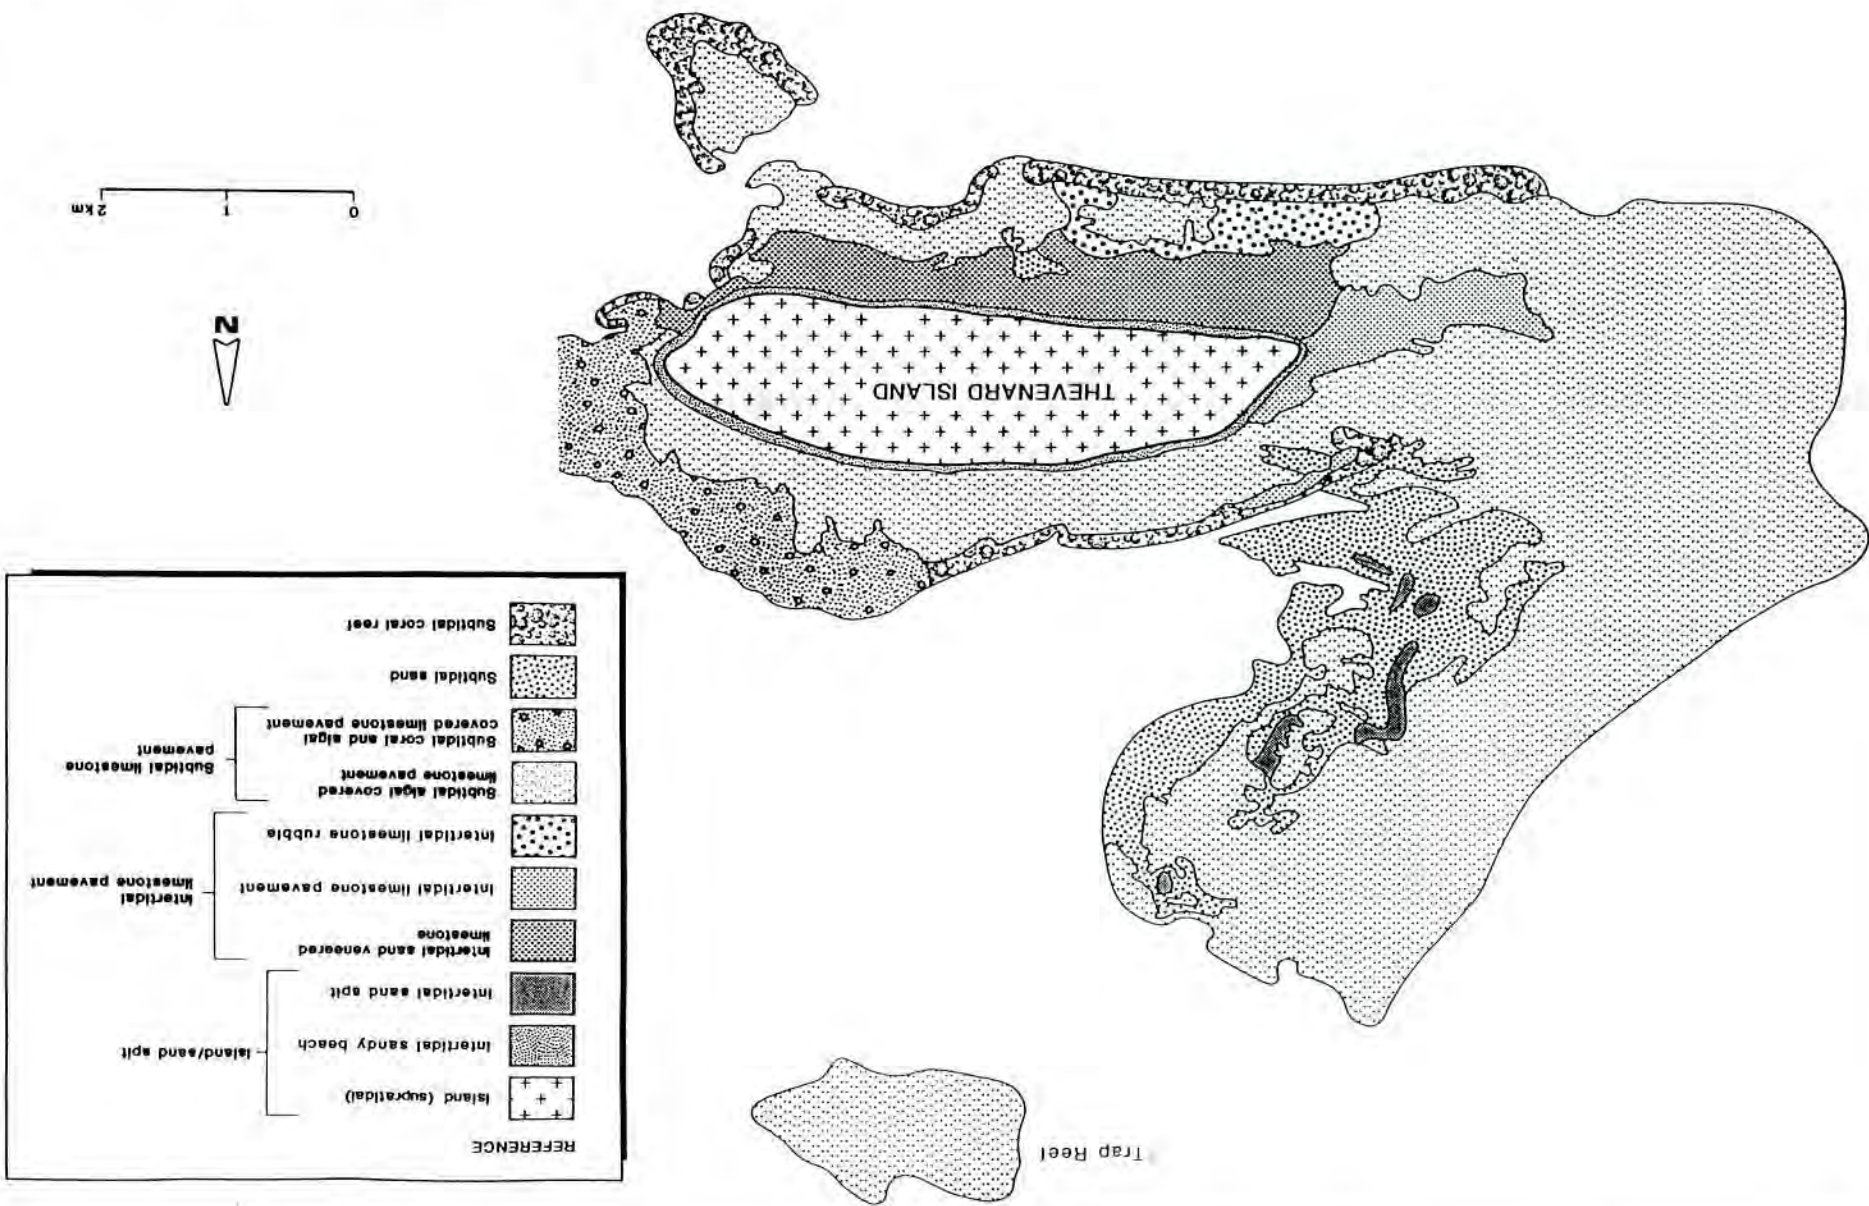 Trap Reef
THEVENARD ISLAND
N
0 1 2 km
REFERENCE
Island (supratidal)
Intertidal sandy beach
Intertidal sand spit
Island/sand spit
Intertidal sand veneered
limestone
Intertidal limestone pavement
Intertidal limestone rubble
Intertidal
limestone pavement
Subtidal algal covered
limestone pavement
Subtidal coral and algal
covered limestone pavement
Subtidal limestone
pavement
Subtidal sand
Subtidal coral reef